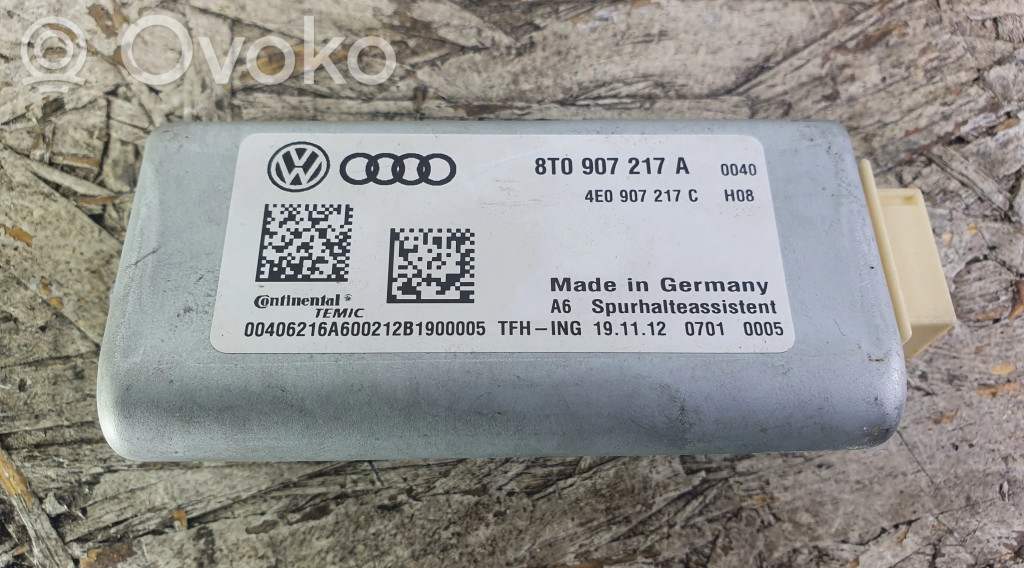 Ovoko
8T0 907 217 A 0040
4E0 907 217 C H08
Made in Germany
Continental TEMIC
A6 Spurhalteassistent
00406216A600212B1900005 TFH-ING 19.11.12 0701 0005